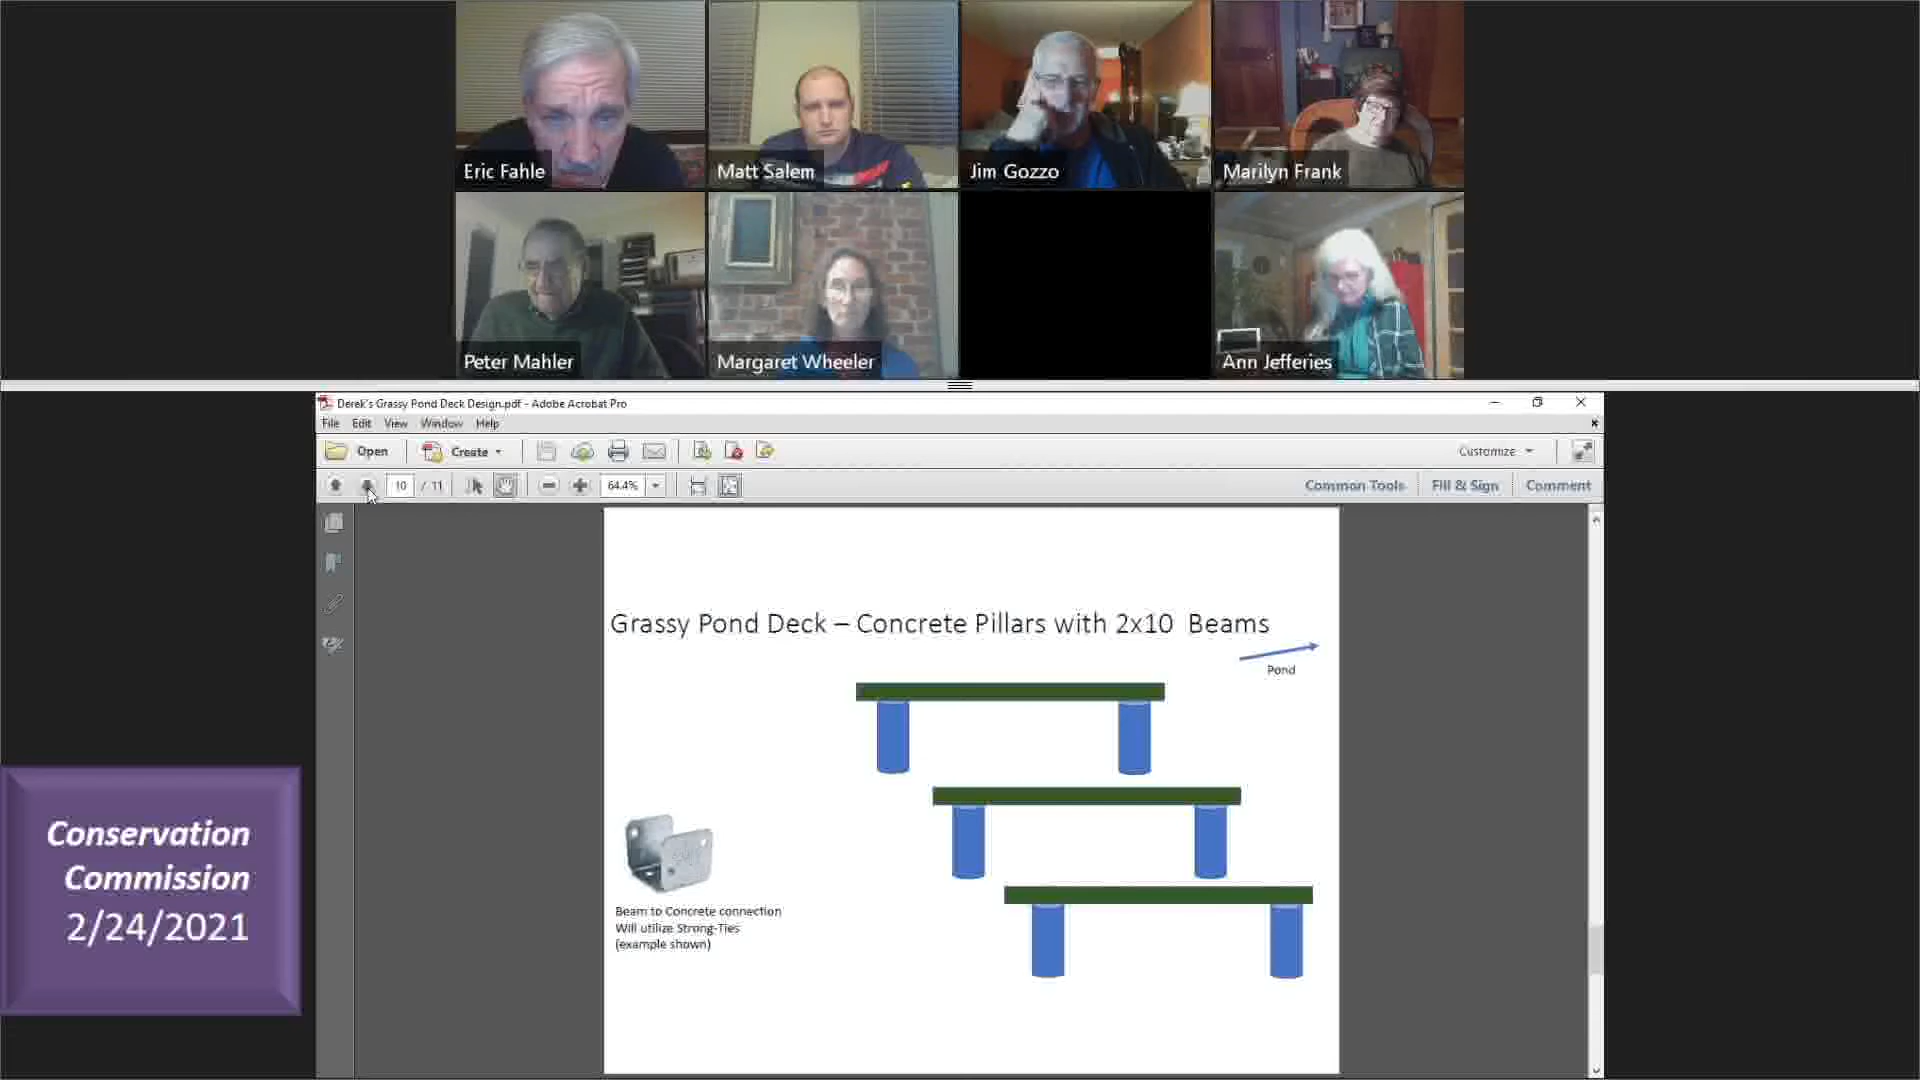 Eric Fahle
Matt Salem
Jim Gozzo
Marilyn Frank
Peter Mahler
Margaret Wheeler
Ann Jefferies
Derek's Grassy Pond Deck Design.pdf - Adobe Acrobat Pro
File Edit View Window Help
Open Create Customize
10 / 11 64.4% Common Tools Fill & Sign Comment
Grassy Pond Deck – Concrete Pillars with 2x10 Beams
Pond
Beam to Concrete connection
Will utilize Strong-Ties
(example shown)
Conservation
Commission
2/24/2021